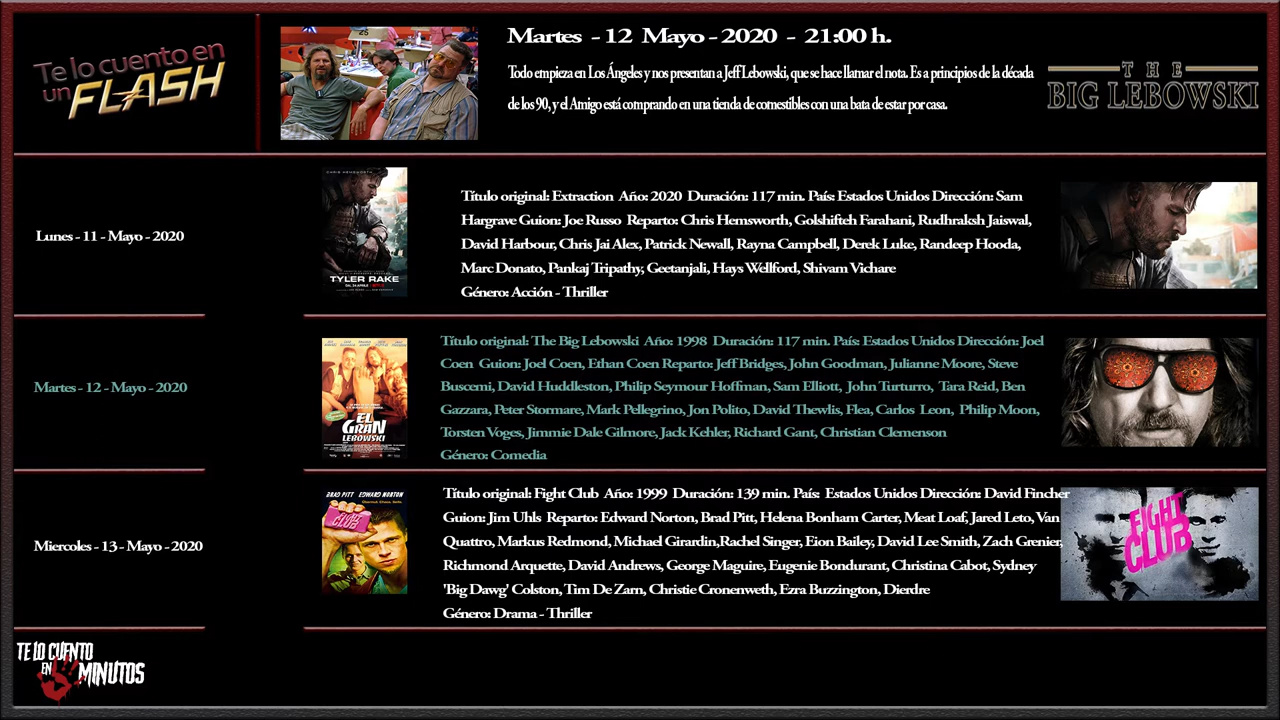 Te lo cuento en
un FLASH
Martes - 12 Mayo - 2020 - 21:00 h.
Todo empieza en Los Ángeles y nos presentan a Jeff Lebowski, que se hace llamar el nota. Es a principios de la década
de los 90, y el Amigo está comprando en una tienda de comestibles con una bata de estar por casa.
THE
BIG LEBOWSKI
Lunes - 11 - Mayo - 2020
CHRIS HEMSWORTH
TYLER RAKE
Título original: Extraction Año: 2020 Duración: 117 min. País: Estados Unidos Dirección: Sam
Hargrave Guion: Joe Russo Reparto: Chris Hemsworth, Golshifteh Farahani, Rudhraksh Jaiswal,
David Harbour, Chris Jai Alex, Patrick Newall, Rayna Campbell, Derek Luke, Randeep Hooda,
Marc Donato, Pankaj Tripathy, Geetanjali, Hays Wellford, Shivam Vichare
Género: Acción - Thriller
Martes - 12 - Mayo - 2020
EL
GRAN
LEBOWSKI
Título original: The Big Lebowski Año: 1998 Duración: 117 min. País: Estados Unidos Dirección: Joel
Coen Guion: Joel Coen, Ethan Coen Reparto: Jeff Bridges, John Goodman, Julianne Moore, Steve
Buscemi, David Huddleston, Philip Seymour Hoffman, Sam Elliott, John Turturro, Tara Reid, Ben
Gazzara, Peter Stormare, Mark Pellegrino, Jon Polito, David Thewlis, Flea, Carlos Leon, Philip Moon,
Torsten Voges, Jimmie Dale Gilmore, Jack Kehler, Richard Gant, Christian Clemenson
Género: Comedia
Miercoles - 13 - Mayo - 2020
BRAD PITT EDWARD NORTON
FIGHT
CLUB
Título original: Fight Club Año: 1999 Duración: 139 min. País: Estados Unidos Dirección: David Fincher
Guion: Jim Uhls Reparto: Edward Norton, Brad Pitt, Helena Bonham Carter, Meat Loaf, Jared Leto, Van
Quattro, Markus Redmond, Michael Girardin,Rachel Singer, Eion Bailey, David Lee Smith, Zach Grenier,
Richmond Arquette, David Andrews, George Maguire, Eugenie Bondurant, Christina Cabot, Sydney
'Big Dawg' Colston, Tim De Zarn, Christie Cronenweth, Ezra Buzzington, Dierdre
Género: Drama - Thriller
FIGHT
CLUB
TE LO CUENTO
EN
MINUTOS